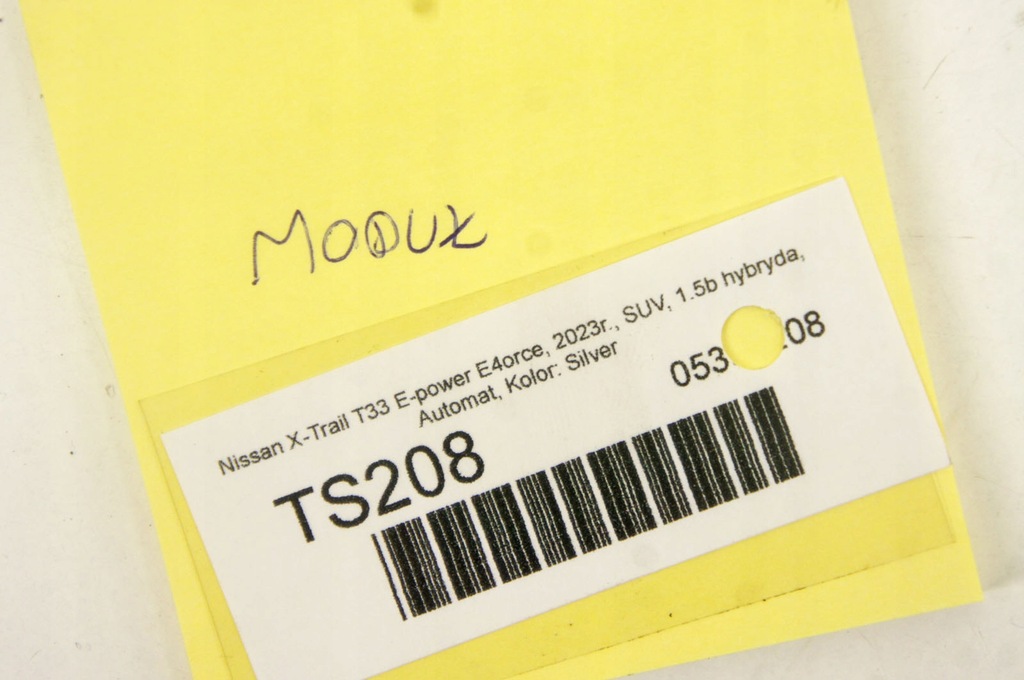 MODUŁ
Nissan X-Trail T33 E-power E4orce, 2023r., SUV, 1.5b hybryda,
Automat, Kolor: Silver
TS208